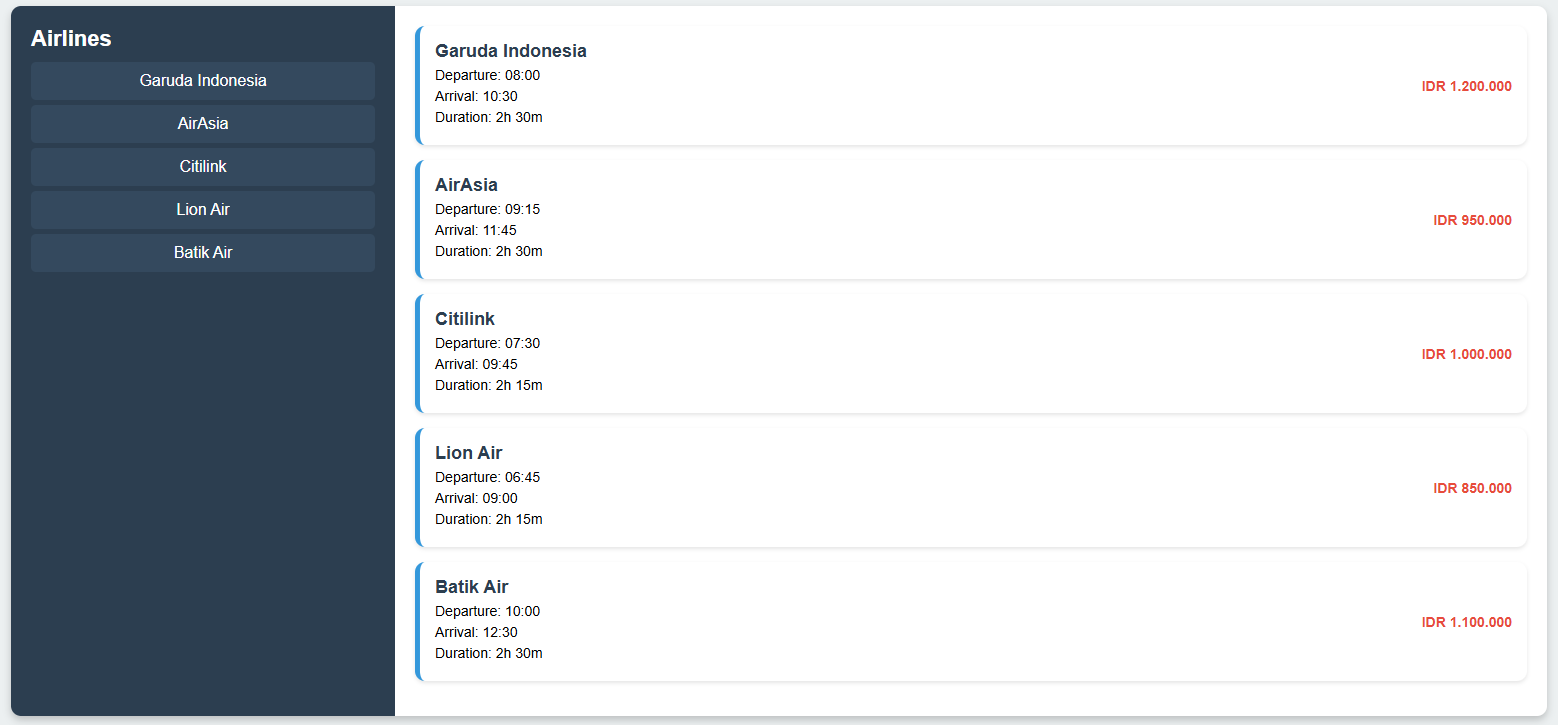 Airlines
Garuda Indonesia
AirAsia
Citilink
Lion Air
Batik Air
Garuda Indonesia
Departure: 08:00
Arrival: 10:30
Duration: 2h 30m
IDR 1.200.000
AirAsia
Departure: 09:15
Arrival: 11:45
Duration: 2h 30m
IDR 950.000
Citilink
Departure: 07:30
Arrival: 09:45
Duration: 2h 15m
IDR 1.000.000
Lion Air
Departure: 06:45
Arrival: 09:00
Duration: 2h 15m
IDR 850.000
Batik Air
Departure: 10:00
Arrival: 12:30
Duration: 2h 30m
IDR 1.100.000